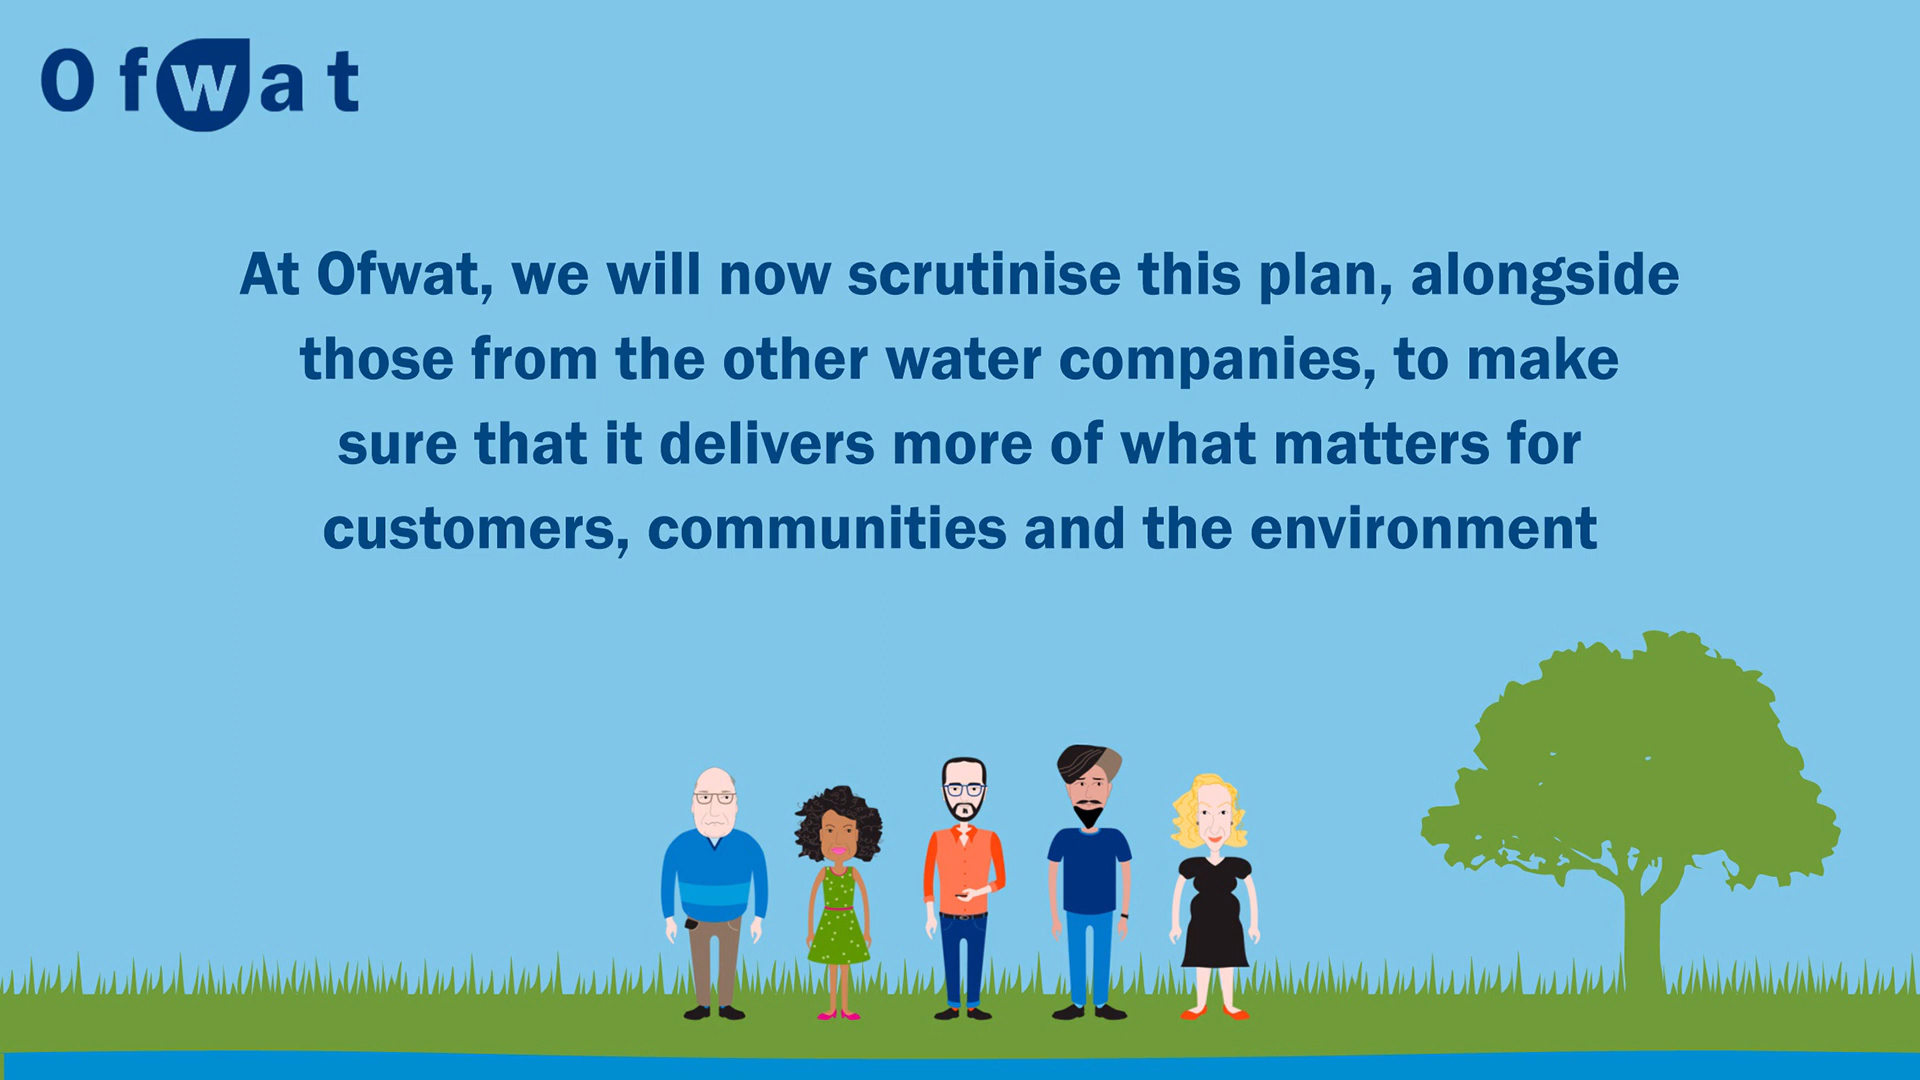 Ofwat
At Ofwat, we will now scrutinise this plan, alongside
those from the other water companies, to make
sure that it delivers more of what matters for
customers, communities and the environment